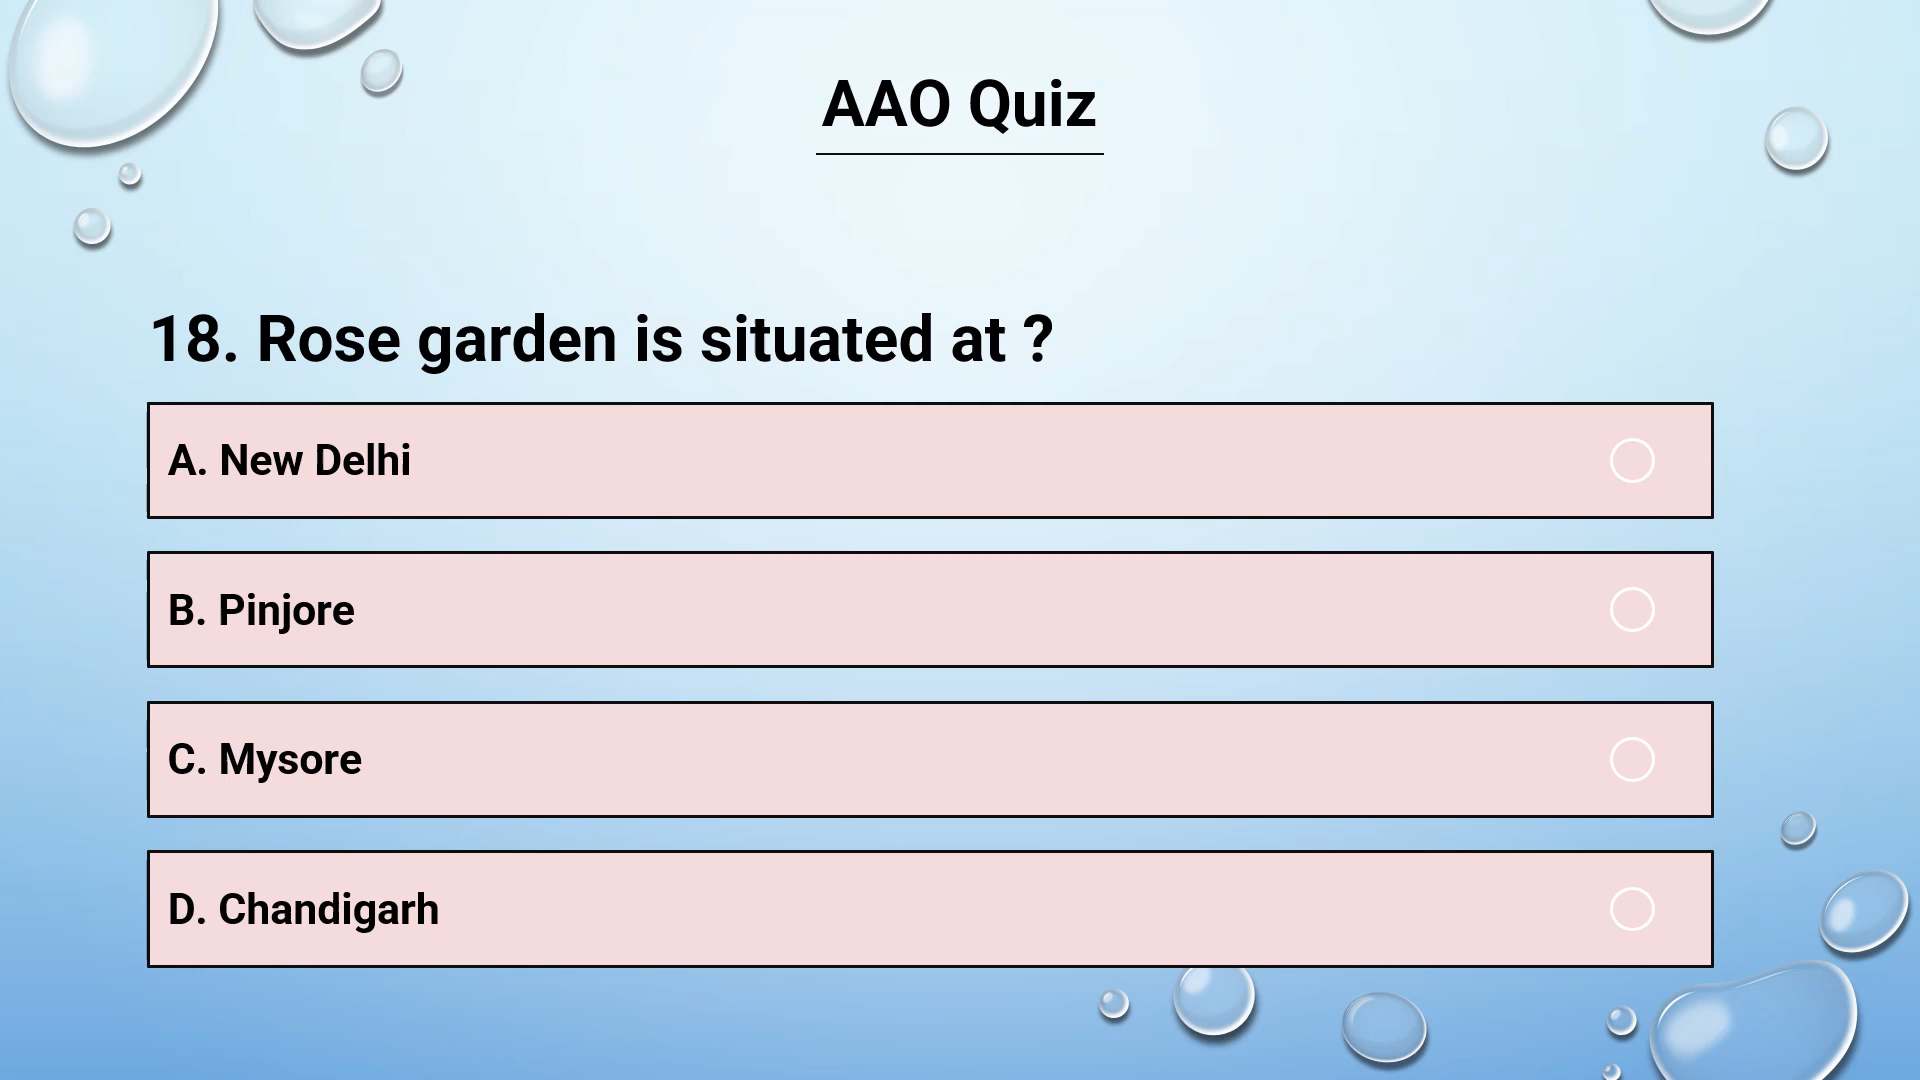 AAO Quiz
18. Rose garden is situated at ?
A. New Delhi
B. Pinjore
C. Mysore
D. Chandigarh